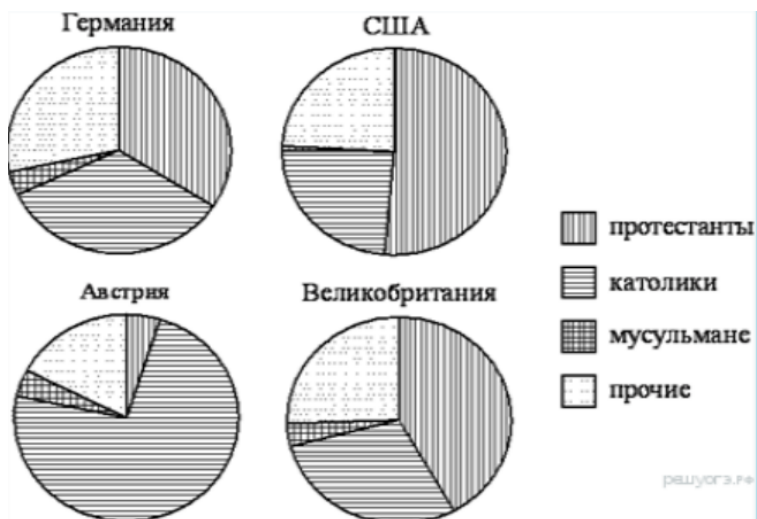 Германия
США
протестанты
католики
Австрия
Великобритания
мусульмане
прочие
решуогэ.рф